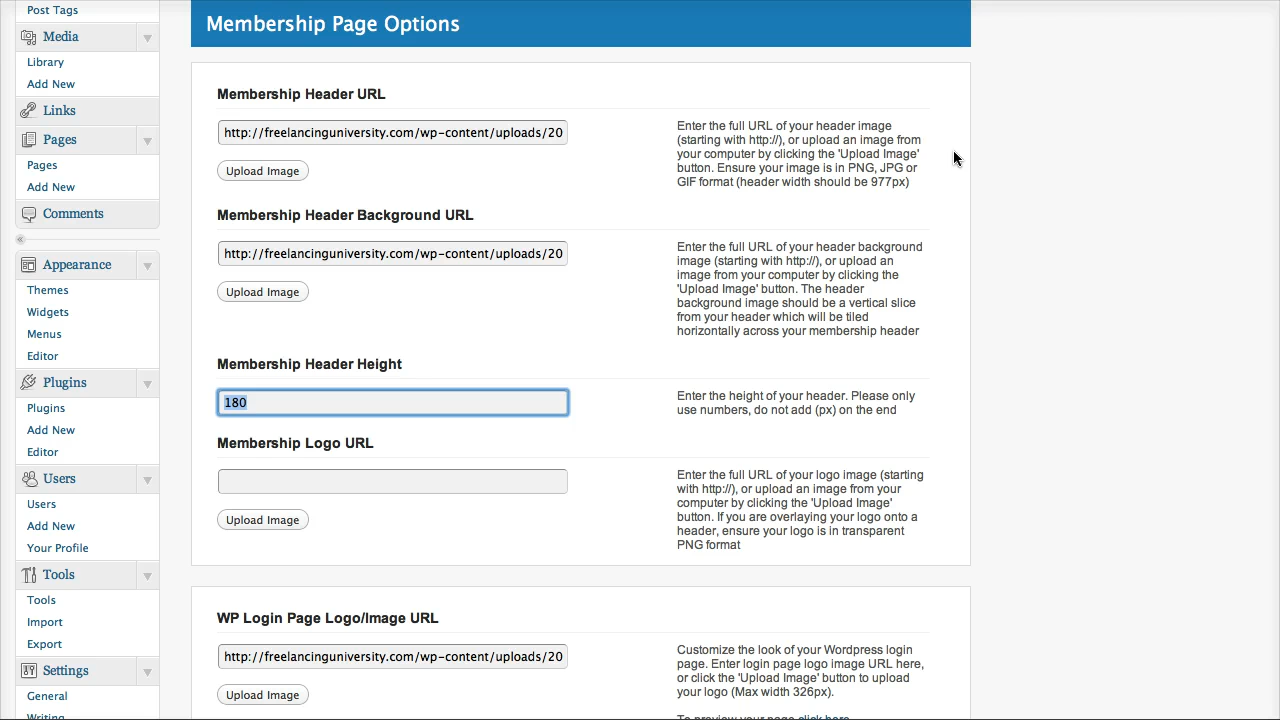 Post Tags
Media
Library
Add New
Links
Pages
Pages
Add New
Comments
Appearance
Themes
Widgets
Menus
Editor
Plugins
Plugins
Add New
Editor
Users
Users
Add New
Your Profile
Tools
Tools
Import
Export
Settings
General
Writing
Membership Page Options
Membership Header URL
http://freelancinguniversity.com/wp-content/uploads/20
Upload Image
Enter the full URL of your header image
(starting with http://), or upload an image from
your computer by clicking the 'Upload Image'
button. Ensure your image is in PNG, JPG or
GIF format (header width should be 977px)
Membership Header Background URL
http://freelancinguniversity.com/wp-content/uploads/20
Upload Image
Enter the full URL of your header background
image (starting with http://), or upload an
image from your computer by clicking the
'Upload Image' button. The header
background image should be a vertical slice
from your header which will be tiled
horizontally across your membership header
Membership Header Height
180
Enter the height of your header. Please only
use numbers, do not add (px) on the end
Membership Logo URL
Upload Image
Enter the full URL of your logo image (starting
with http://), or upload an image from your
computer by clicking the 'Upload Image'
button. If you are overlaying your logo onto a
header, ensure your logo is in transparent
PNG format
WP Login Page Logo/Image URL
http://freelancinguniversity.com/wp-content/uploads/20
Upload Image
Customize the look of your Wordpress login
page. Enter login page logo image URL here,
or click the 'Upload Image' button to upload
your logo (Max width 326px).
To preview your page click here